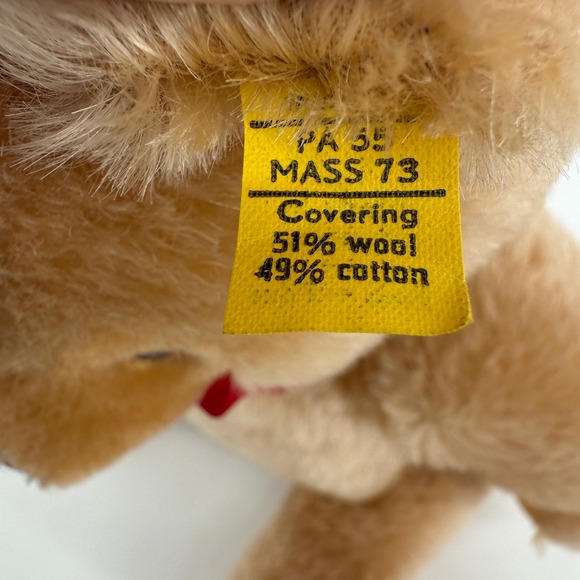 PA 35
MASS 73
Covering
51% wool
49% cotton